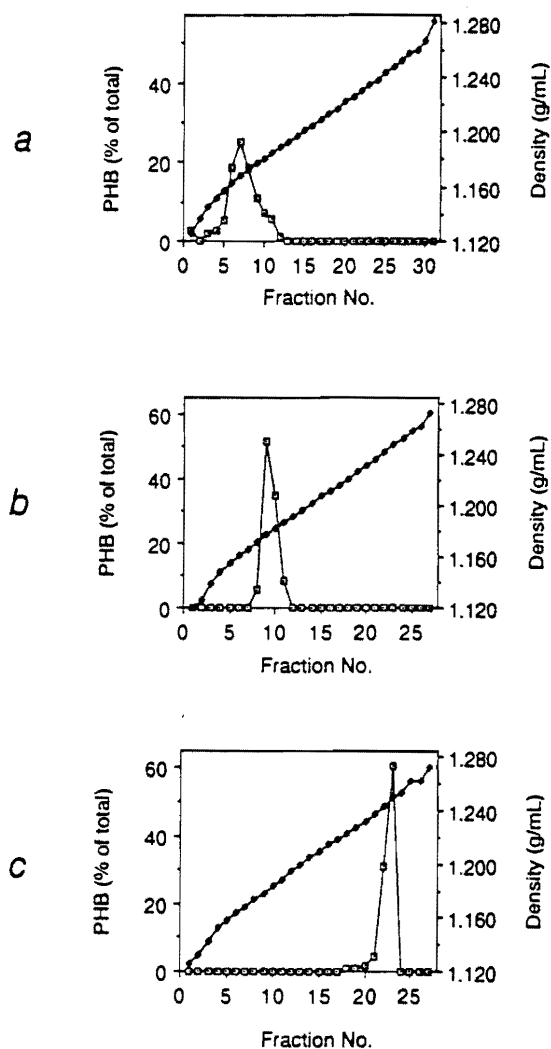 a
PHB (% of total)
40
20
0
1.280
1.240
1.200
1.160
1.120
Density (g/mL)
0 5 10 15 20 25 30
Fraction No.
b
PHB (% of total)
60
40
20
0
1.280
1.240
1.200
1.160
1.120
Density (g/mL)
0 5 10 15 20 25
Fraction No.
c
PHB (% of total)
60
40
20
0
1.280
1.240
1.200
1.160
1.120
Density (g/mL)
0 5 10 15 20 25
Fraction No.